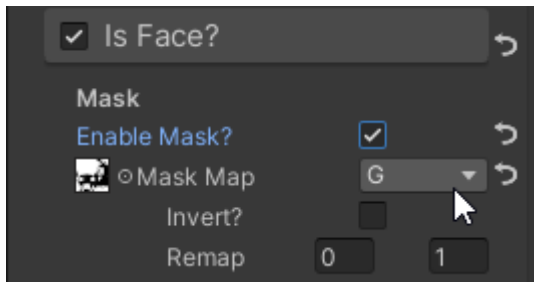 Is Face?
Mask
Enable Mask?
Mask Map G
Invert?
Remap 0 1